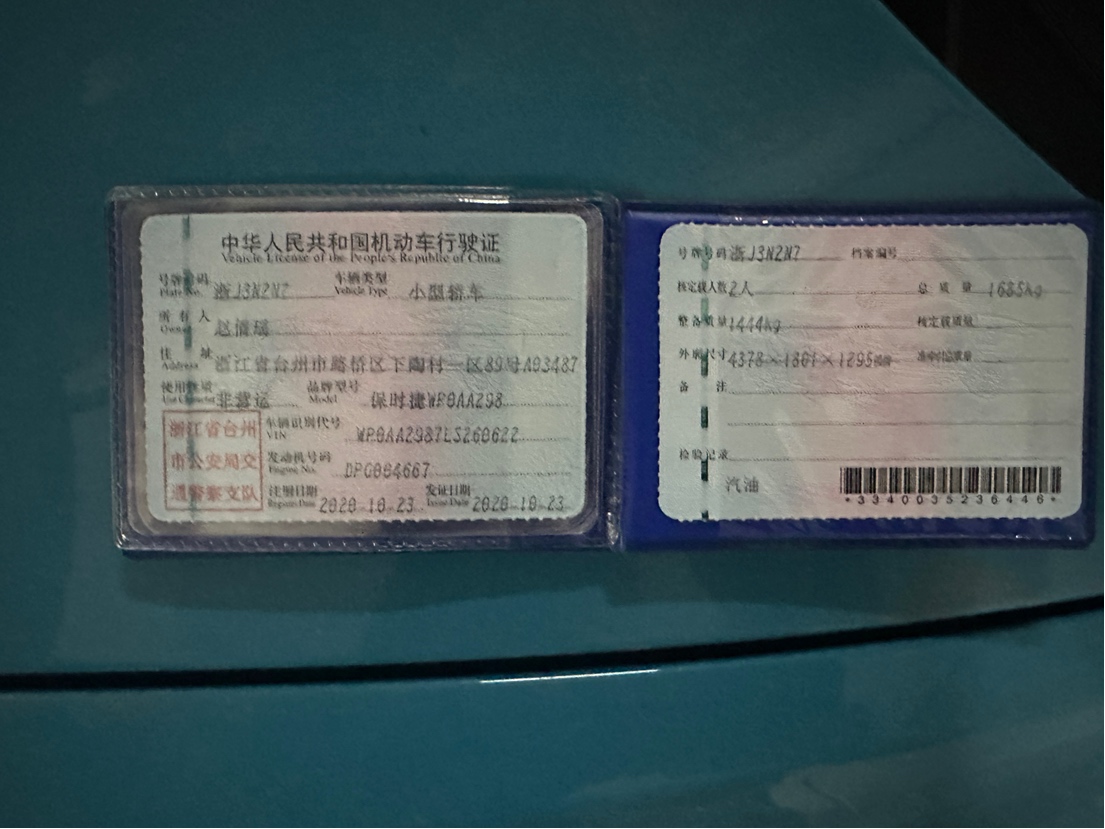 中华人民共和国机动车行驶证
Vehicle License of the People's Republic of China
号牌号码 浙J3N2N7 车辆类型 小型轿车
Plate No. Vehicle Type
所有人 赵
Owner
住址 浙江省台州市路桥区下陶村一区89号A03487
Address
使用性质 非营运 品牌型号 保时捷WP0AA298
Use Character Model
浙江省台州
市公安局交
通警察支队
车辆识别代号 WP0AA2987LS260622
VIN
发动机号码 DPC004667
Engine No.
注册日期 2020-10-23 发证日期 2020-10-23
Register Date Issue Date
号牌号码 浙J3N2N7 档案编号
核定载人数 2人 总质量 1685kg
整备质量 1444kg 核定载质量
外廓尺寸 4378×1801×1295mm 准牵引总质量
备注
检验记录
汽油
*3340035236446*